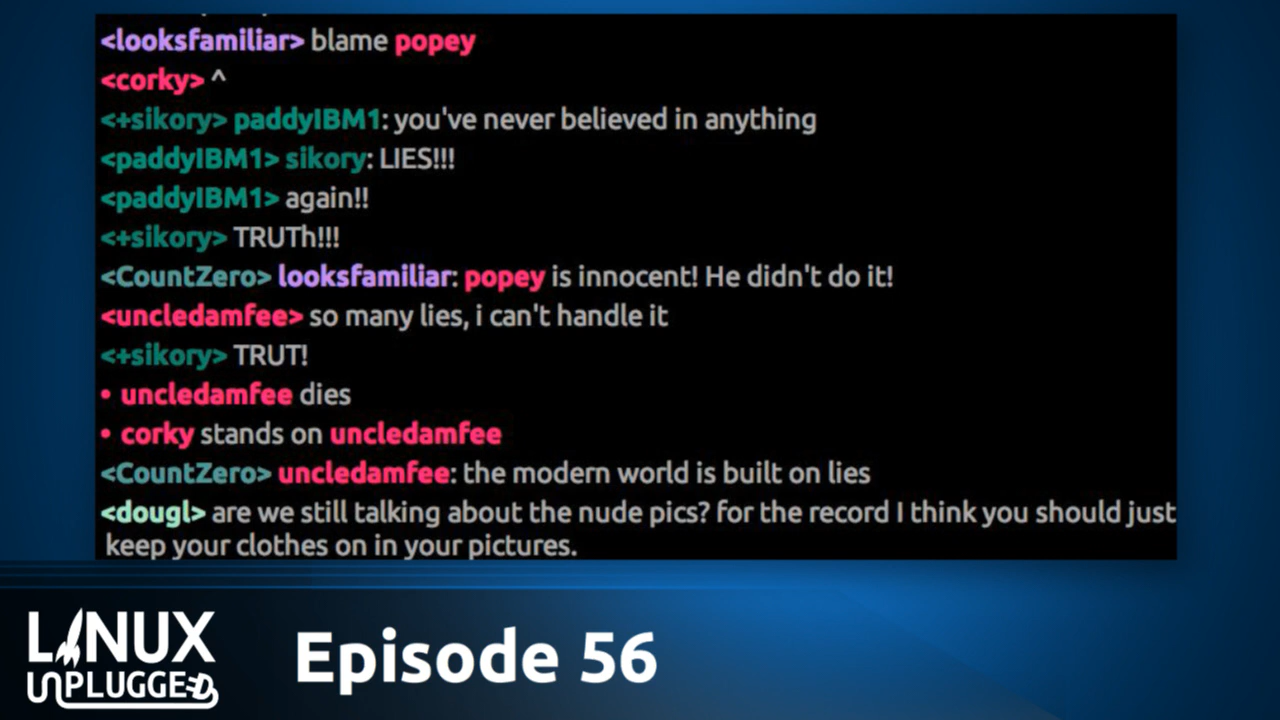 <looksfamiliar> blame popey
<corky> ^
<+sikory> paddyIBM1: you've never believed in anything
<paddyIBM1> sikory: LIES!!!
<paddyIBM1> again!!
<+sikory> TRUTh!!!
<CountZero> looksfamiliar: popey is innocent! He didn't do it!
<uncledamfee> so many lies, i can't handle it
<+sikory> TRUT!
• uncledamfee dies
• corky stands on uncledamfee
<CountZero> uncledamfee: the modern world is built on lies
<dougl> are we still talking about the nude pics? for the record I think you should just
keep your clothes on in your pictures.
LINUX
UNPLUGGED
Episode 56